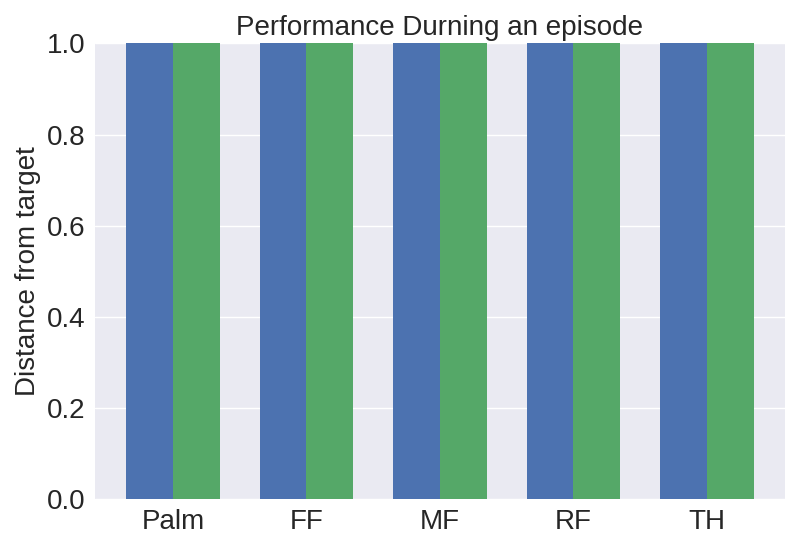 Performance Durning an episode
Distance from target
1.0
0.8
0.6
0.4
0.2
0.0
Palm FF MF RF TH